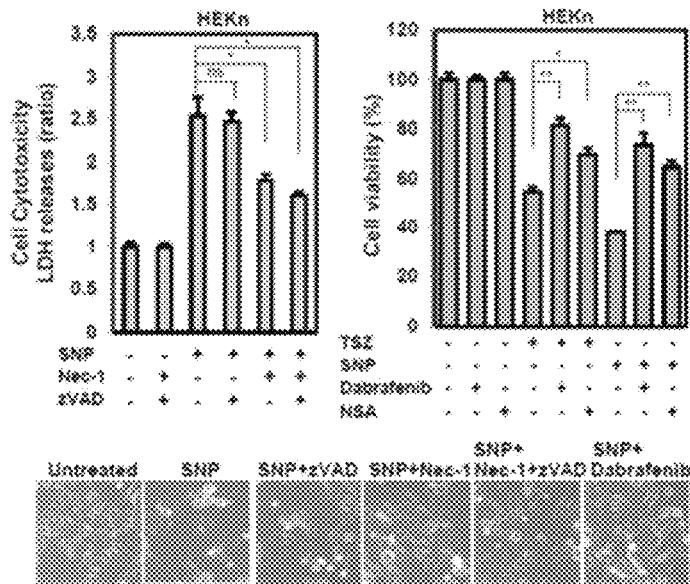 HEKn
Cell Cytotoxicity
LDH releases (ratio)
3.5
3
2.5
2
1.5
1
0.5
0
*
*
ns
SNP - - + + + +
Nec-1 - + - - + +
zVAD - + - + - +
HEKn
Cell viability (%)
120
100
80
60
40
20
0
*
**
**
**
TSZ - - - + + + - - -
SNP - - - - - - + + +
Dabrafenib - + - - + - - + -
NSA - - + - - + - - +
Untreated
SNP
SNP+zVAD
SNP+Nec-1
SNP+
Nec-1+zVAD
SNP+
Dabrafenib